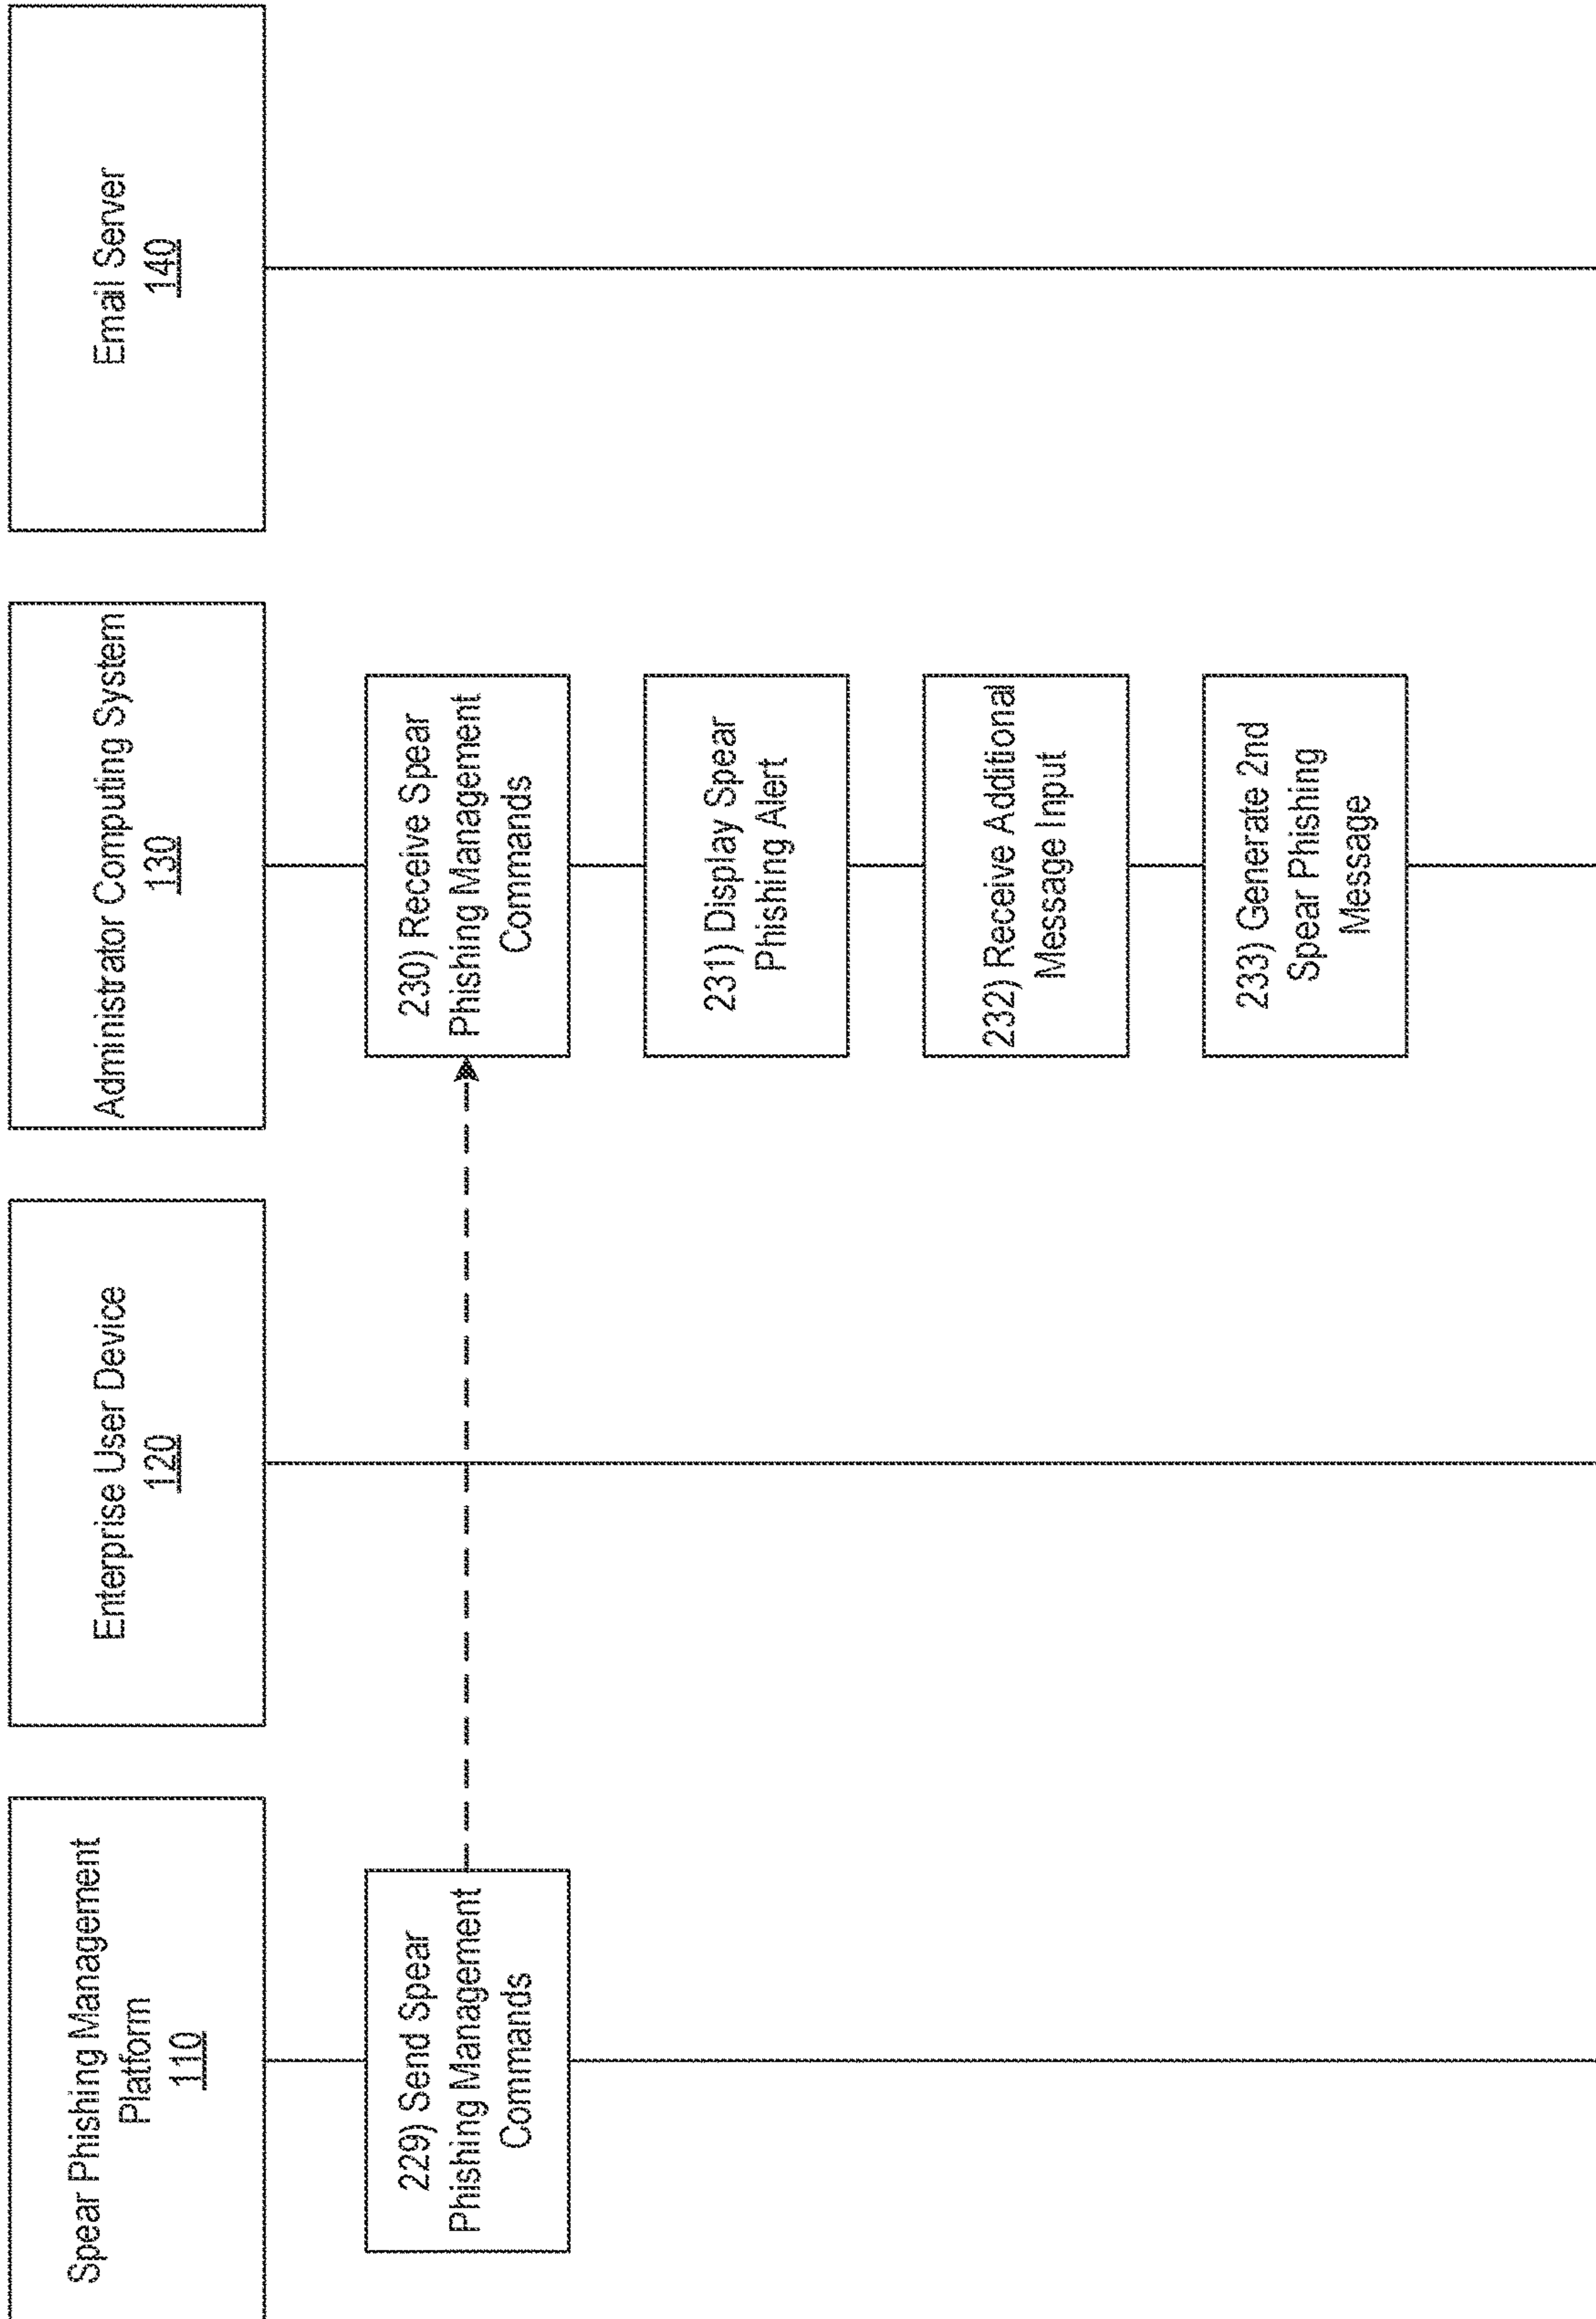 Spear Phishing Management
Platform
110
Enterprise User Device
120
Administrator Computing System
130
Email Server
140
229) Send Spear
Phishing Management
Commands
230) Receive Spear
Phishing Management
Commands
231) Display Spear
Phishing Alert
232) Receive Additional
Message Input
233) Generate 2nd
Spear Phishing
Message